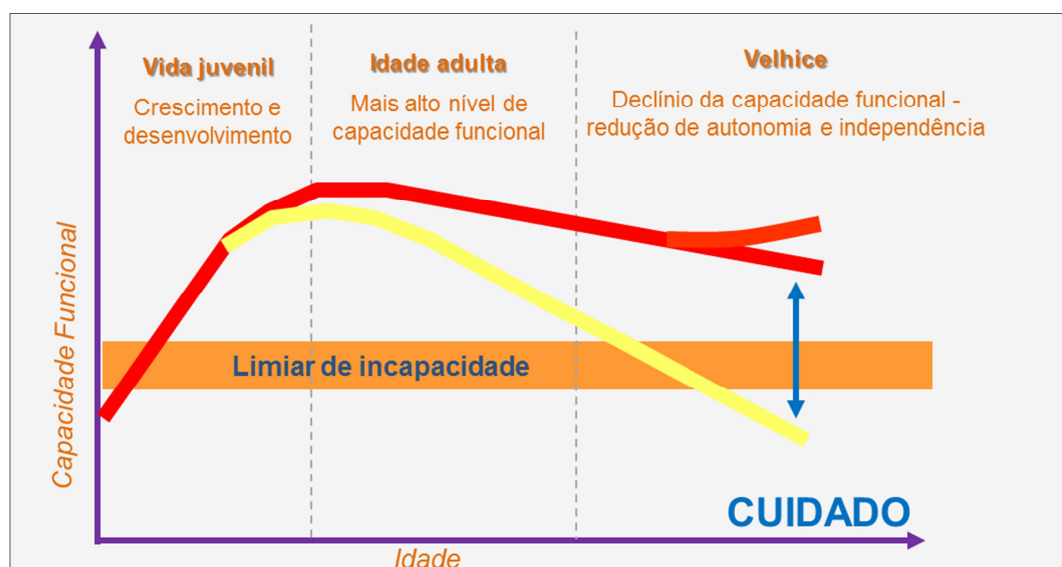 Vida juvenil
Crescimento e
desenvolvimento
Idade adulta
Mais alto nível de
capacidade funcional
Velhice
Declínio da capacidade funcional -
redução de autonomia e independência
Capacidade Funcional
Limiar de incapacidade
CUIDADO
Idade